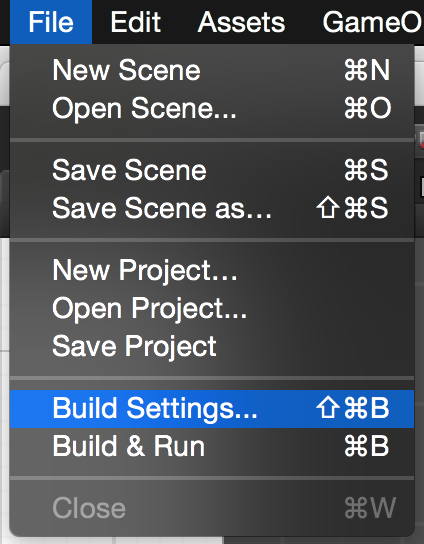 File Edit Assets GameO
New Scene ⌘N
Open Scene... ⌘O
Save Scene ⌘S
Save Scene as... ⇧⌘S
New Project...
Open Project...
Save Project
Build Settings... ⇧⌘B
Build & Run ⌘B
Close ⌘W